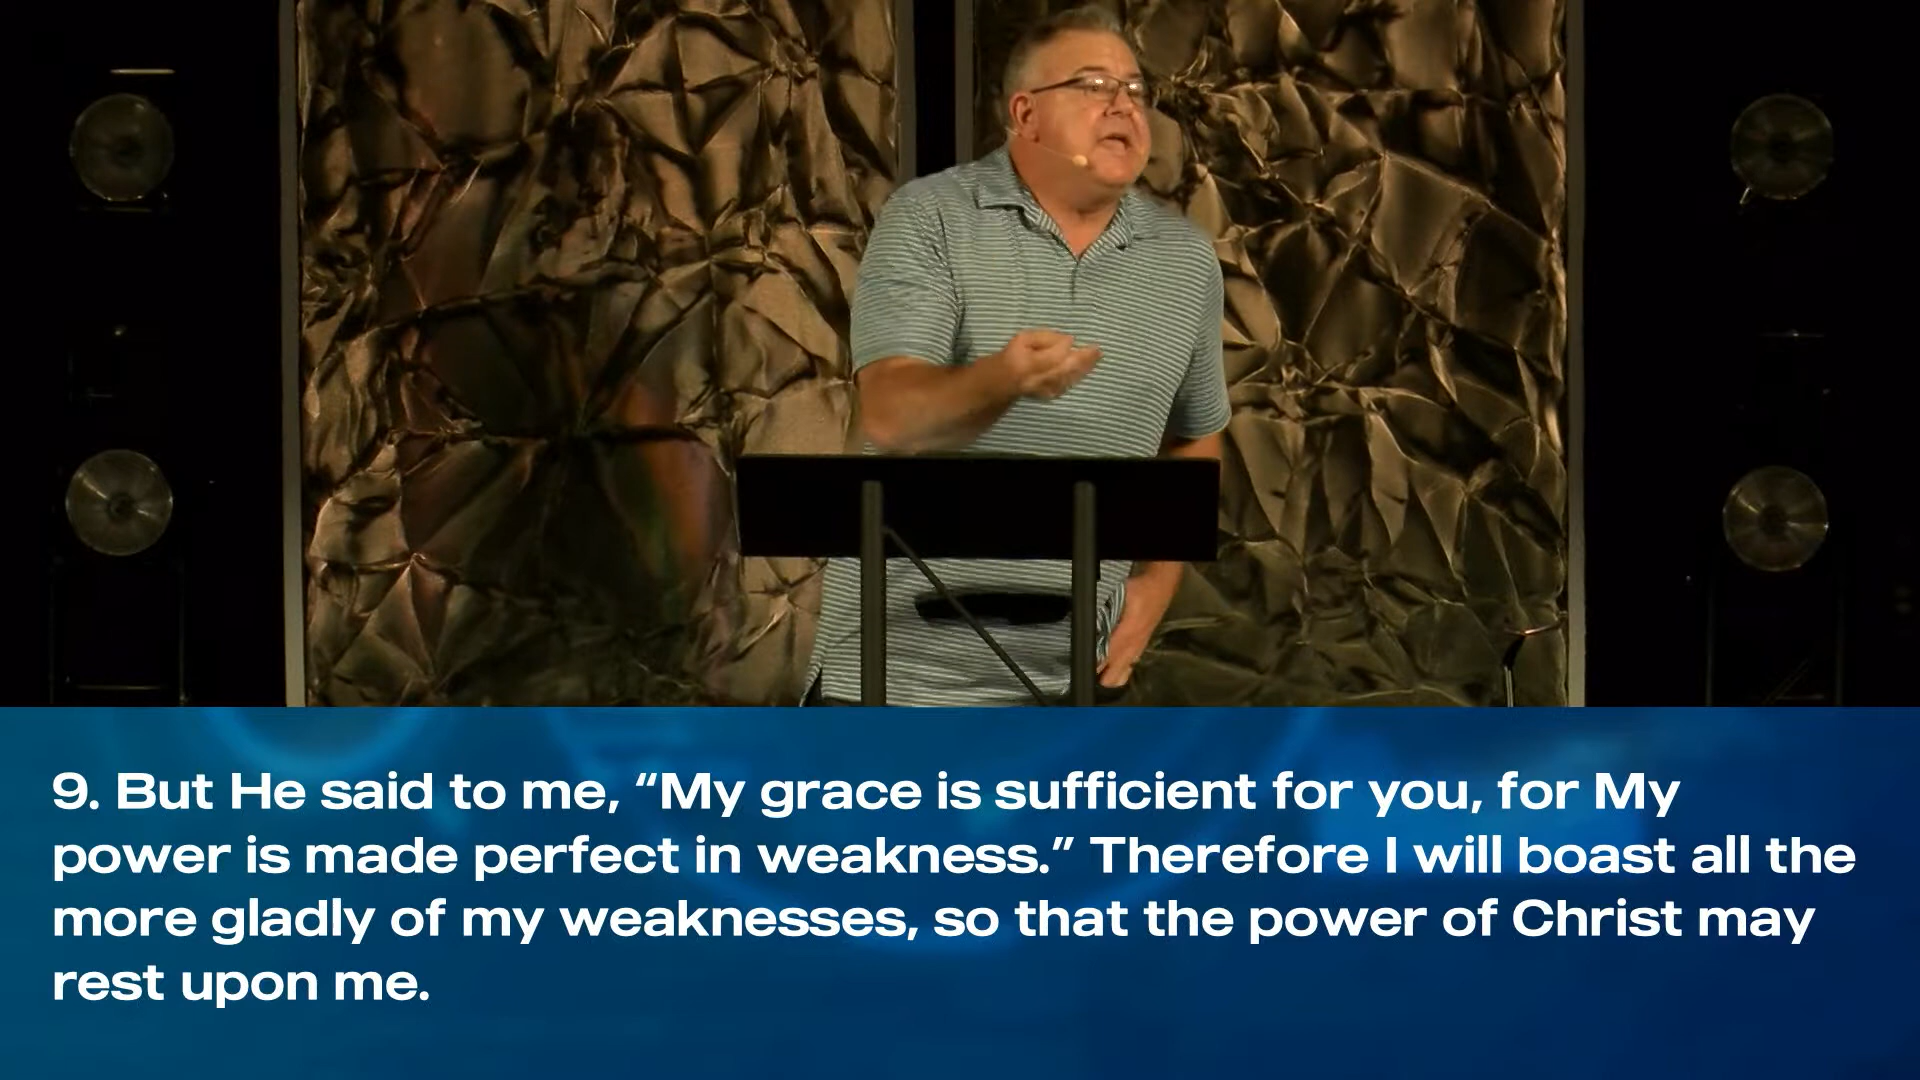 9. But He said to me, “My grace is sufficient for you, for My
power is made perfect in weakness.” Therefore I will boast all the
more gladly of my weaknesses, so that the power of Christ may
rest upon me.